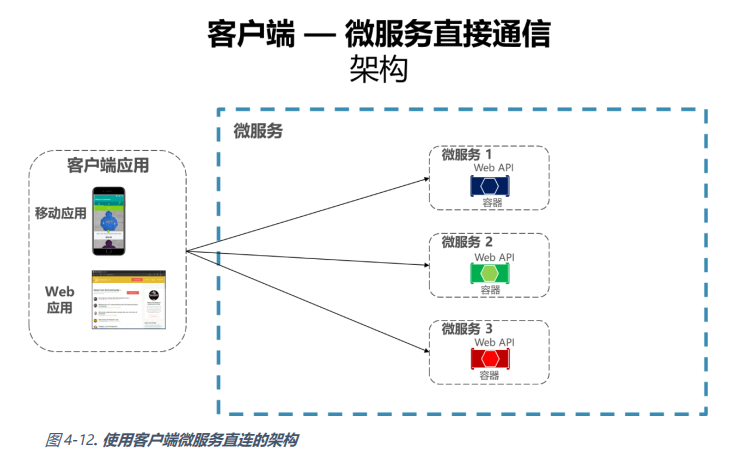 客户端 — 微服务直接通信
架构
微服务
客户端应用
移动应用
Web
应用
微服务 1
Web API
容器
微服务 2
Web API
容器
微服务 3
Web API
容器
图 4-12. 使用客户端微服务直连的架构